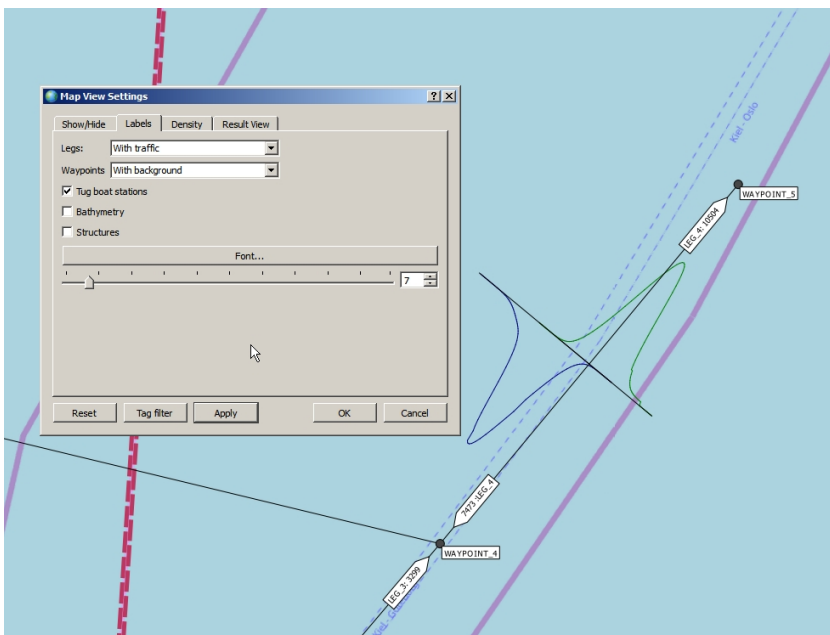 Map View Settings
Show/Hide Labels Density Result View
Legs: With traffic
Waypoints With background
Tug boat stations
Bathymetry
Structures
Font...
7
Reset Tag filter Apply OK Cancel
Kiel - Oslo
WAYPOINT_5
LEG_4: 10504
7473 :LEG_4
WAYPOINT_4
LEG_3: 3299
Kiel -